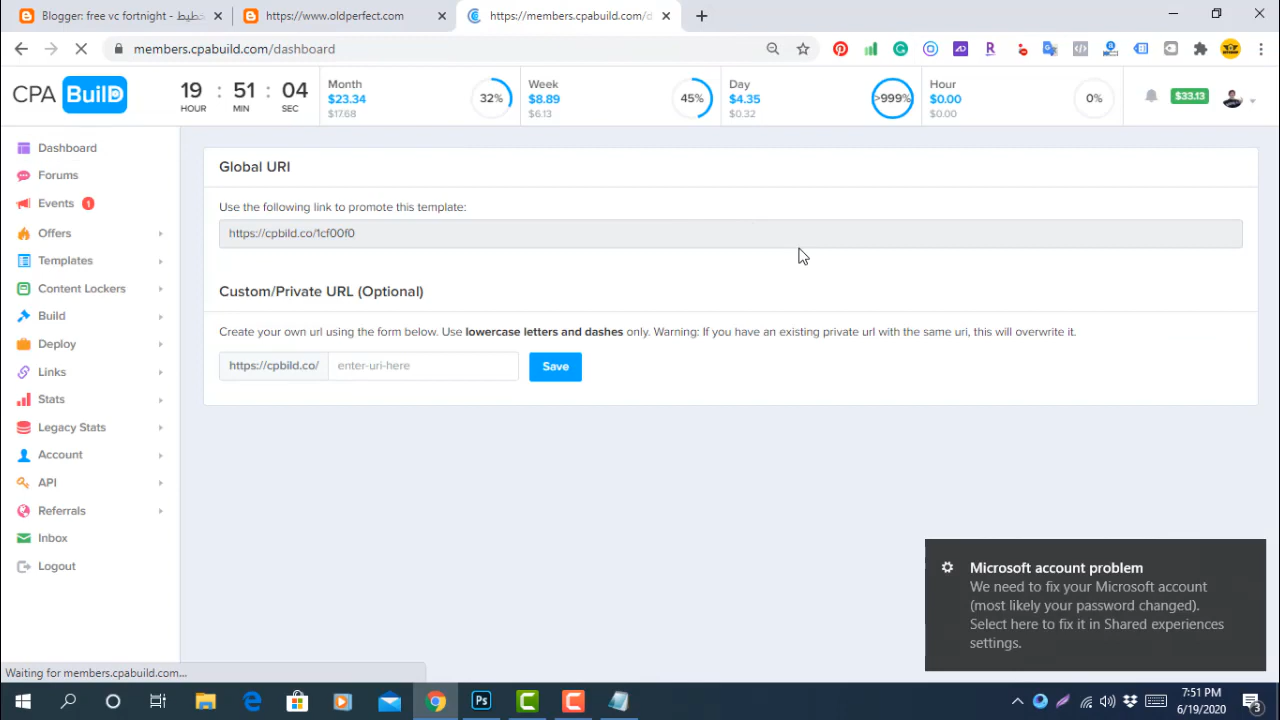 Blogger: free vc fortnight - تخطيط
https://www.oldperfect.com
https://members.cpabuild.com/d
members.cpabuild.com/dashboard
CPA BuilD
19 : 51 : 04
HOUR MIN SEC
Month
$23.34
$17.68
32%
Week
$8.89
$6.13
45%
Day
$4.35
$0.32
>999%
Hour
$0.00
$0.00
0%
$33.13
Dashboard
Forums
Events 1
Offers
Templates
Content Lockers
Build
Deploy
Links
Stats
Legacy Stats
Account
API
Referrals
Inbox
Logout
Global URI
Use the following link to promote this template:
https://cpbild.co/1cf00f0
Custom/Private URL (Optional)
Create your own url using the form below. Use lowercase letters and dashes only. Warning: If you have an existing private url with the same uri, this will overwrite it.
https://cpbild.co/ enter-uri-here Save
Microsoft account problem
We need to fix your Microsoft account
(most likely your password changed).
Select here to fix it in Shared experiences
settings.
Waiting for members.cpabuild.com...
Ps
7:51 PM
6/19/2020
3